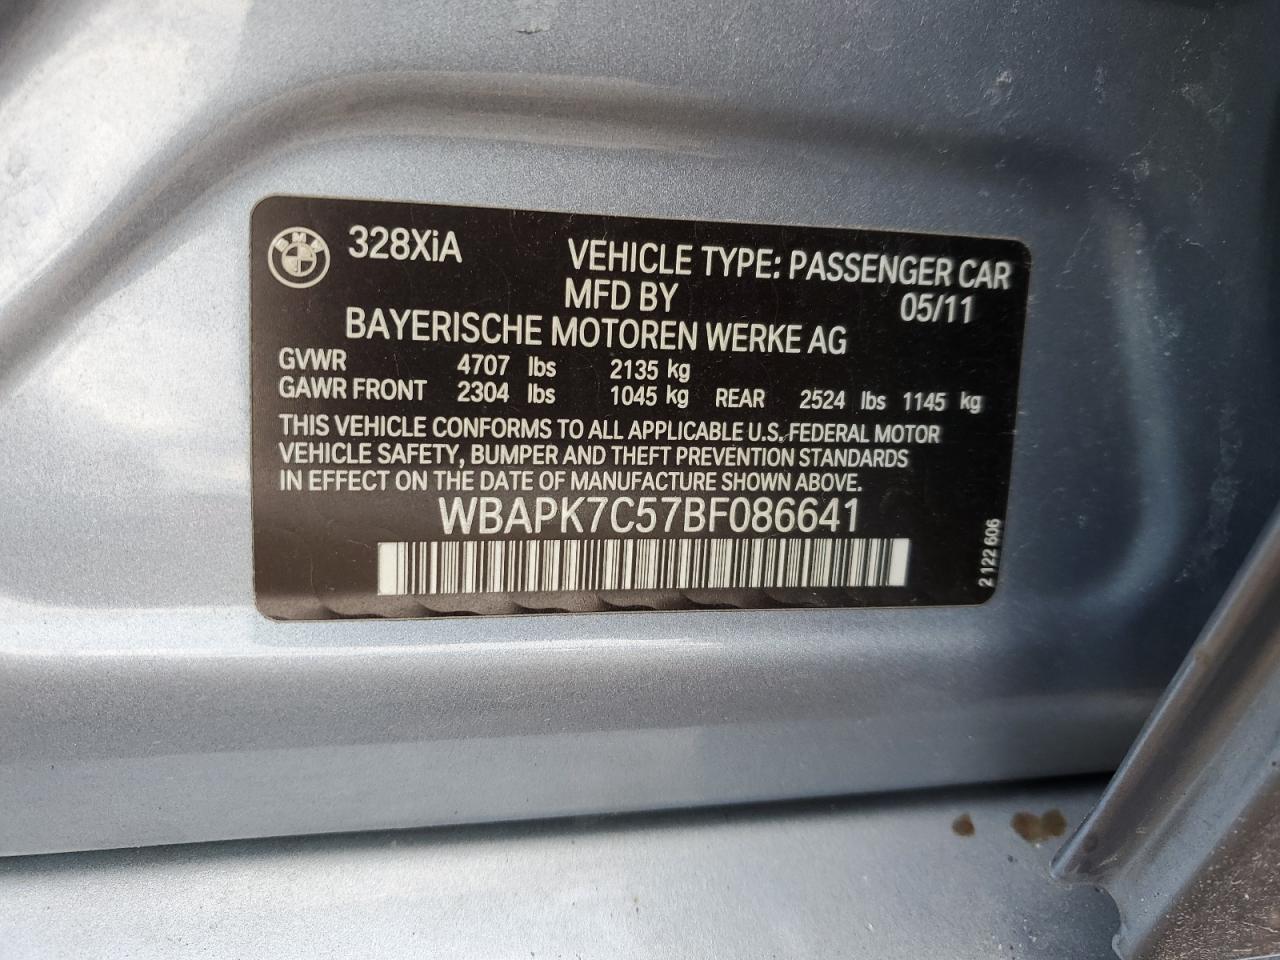 BMW 328XiA VEHICLE TYPE: PASSENGER CAR
MFD BY 05/11
BAYERISCHE MOTOREN WERKE AG
GVWR 4707 lbs 2135 kg
GAWR FRONT 2304 lbs 1045 kg REAR 2524 lbs 1145 kg
THIS VEHICLE CONFORMS TO ALL APPLICABLE U.S. FEDERAL MOTOR
VEHICLE SAFETY, BUMPER AND THEFT PREVENTION STANDARDS
IN EFFECT ON THE DATE OF MANUFACTURE SHOWN ABOVE.
WBAPK7C57BF086641
2 122 606